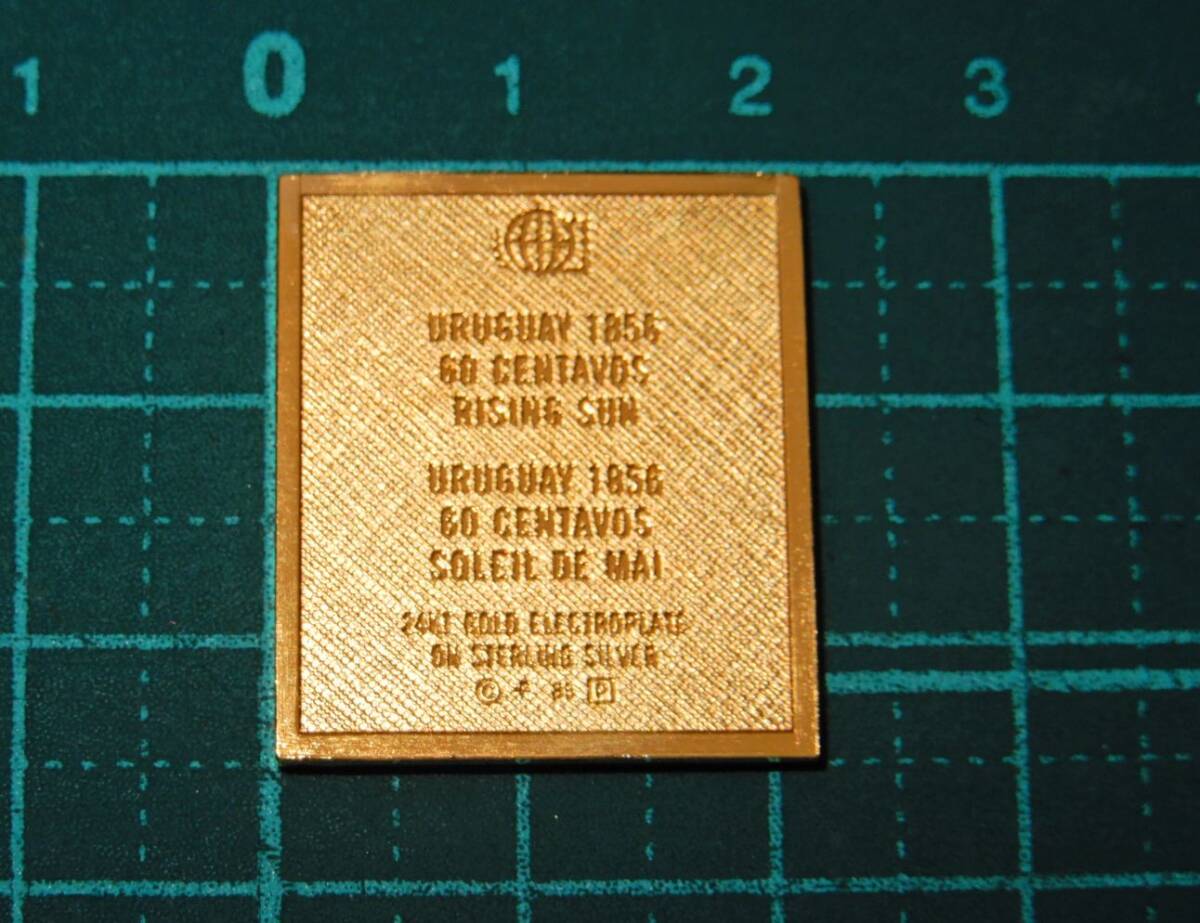 1 0 1 2 3
URUGUAY 1856
60 CENTAVOS
RISING SUN
URUGUAY 1856
60 CENTAVOS
SOLEIL DE MAI
24KT GOLD ELECTROPLATE
ON STERLING SILVER
© F P